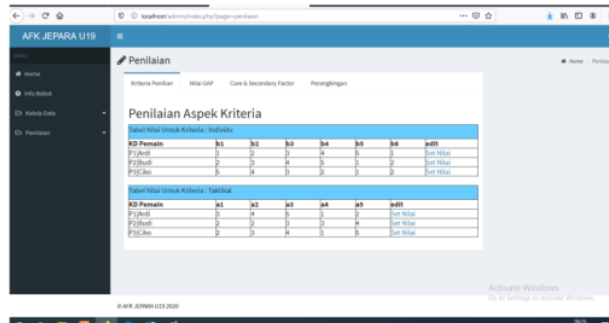 localhost/admin/index.php?page=penilaian
AFK JEPARA U19
Home
Info Bobot
Kelola Data
Penilaian
Penilaian
Home
Kriteria Penilian
Nilai GAP
Core & Secondary Factor
Perangkingan
Penilaian Aspek Kriteria
Tabel Nilai Untuk Kriteria : Individu
KD Pemain b1 b2 b3 b4 b5 b6 edit
P1|Ardi 1 2 3 4 5 1 Set Nilai
P2|Budi 2 3 4 5 1 2 Set Nilai
P3|Ciko 5 4 3 2 1 2 Set Nilai
Tabel Nilai Untuk Kriteria : Taktikal
KD Pemain a1 a2 a3 a4 a5 edit
P1|Ardi 3 4 5 1 2 Set Nilai
P2|Budi 2 2 3 3 4 Set Nilai
P3|Ciko 2 3 4 1 5 Set Nilai
Activate Windows
Go to Settings to activate Windows.
© AFK JEPARA U19 2020